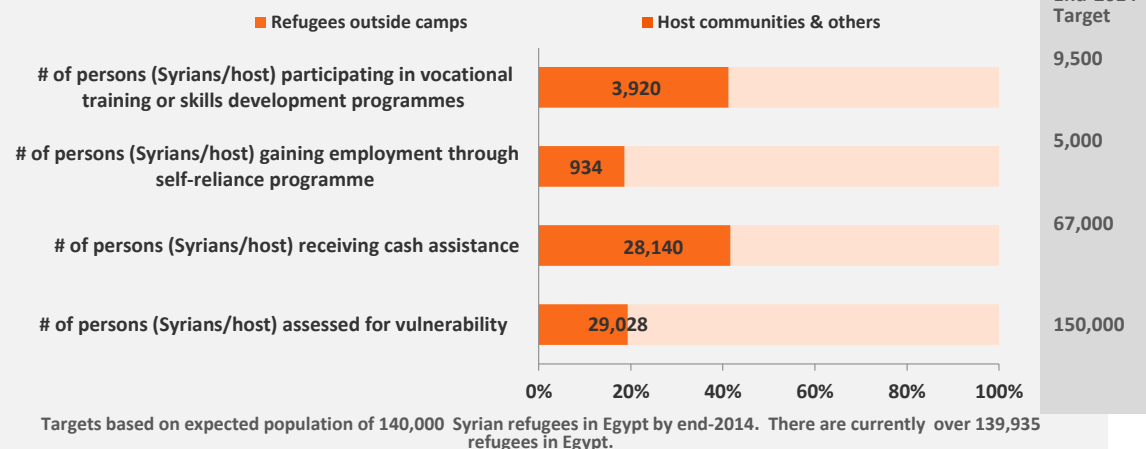 Refugees outside camps
Host communities & others
Target
# of persons (Syrians/host) participating in vocational
training or skills development programmes
3,920
9,500
# of persons (Syrians/host) gaining employment through
self-reliance programme
934
5,000
# of persons (Syrians/host) receiving cash assistance
28,140
67,000
# of persons (Syrians/host) assessed for vulnerability
29,028
150,000
0% 20% 40% 60% 80% 100%
Targets based on expected population of 140,000 Syrian refugees in Egypt by end-2014. There are currently over 139,935
refugees in Egypt.